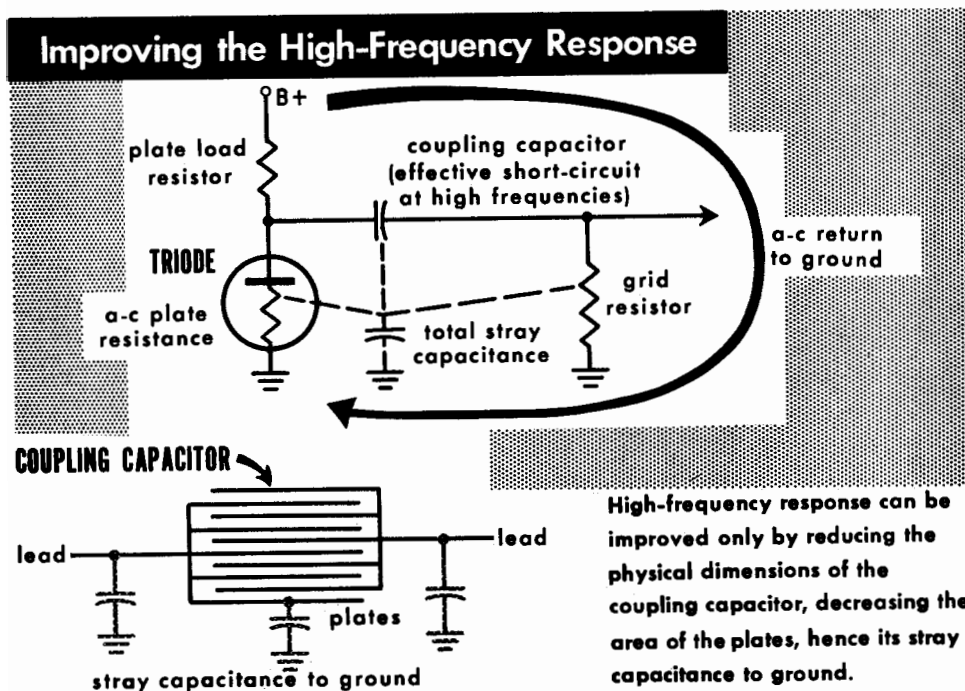 Improving the High-Frequency Response
B+
plate load
resistor
coupling capacitor
(effective short-circuit
at high frequencies)
a-c return
to ground
TRIODE
a-c plate
resistance
total stray
capacitance
grid
resistor
COUPLING CAPACITOR
lead
lead
plates
stray capacitance to ground
High-frequency response can be
improved only by reducing the
physical dimensions of the
coupling capacitor, decreasing the
area of the plates, hence its stray
capacitance to ground.